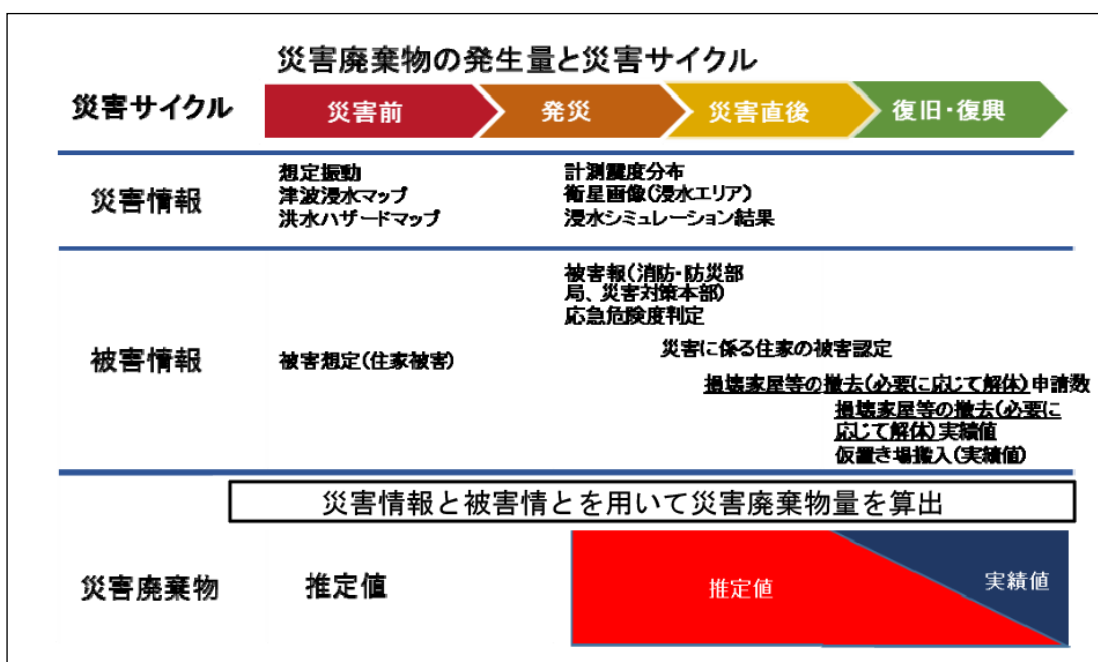 災害廃棄物の発生量と災害サイクル
災害サイクル
災害前
発災
災害直後
復旧・復興
災害情報
想定振動
津波浸水マップ
洪水ハザードマップ
計測震度分布
衛星画像(浸水エリア)
浸水シミュレーション結果
被害情報
被害想定(住家被害)
被害報(消防・防災部
局、災害対策本部)
応急危険度判定
災害に係る住家の被害認定
損壊家屋等の撤去(必要に応じて解体)申請数
損壊家屋等の撤去(必要に
応じて解体)実績値
仮置き場搬入(実績値)
災害情報と被害情とを用いて災害廃棄物量を算出
災害廃棄物
推定値
推定値
実績値